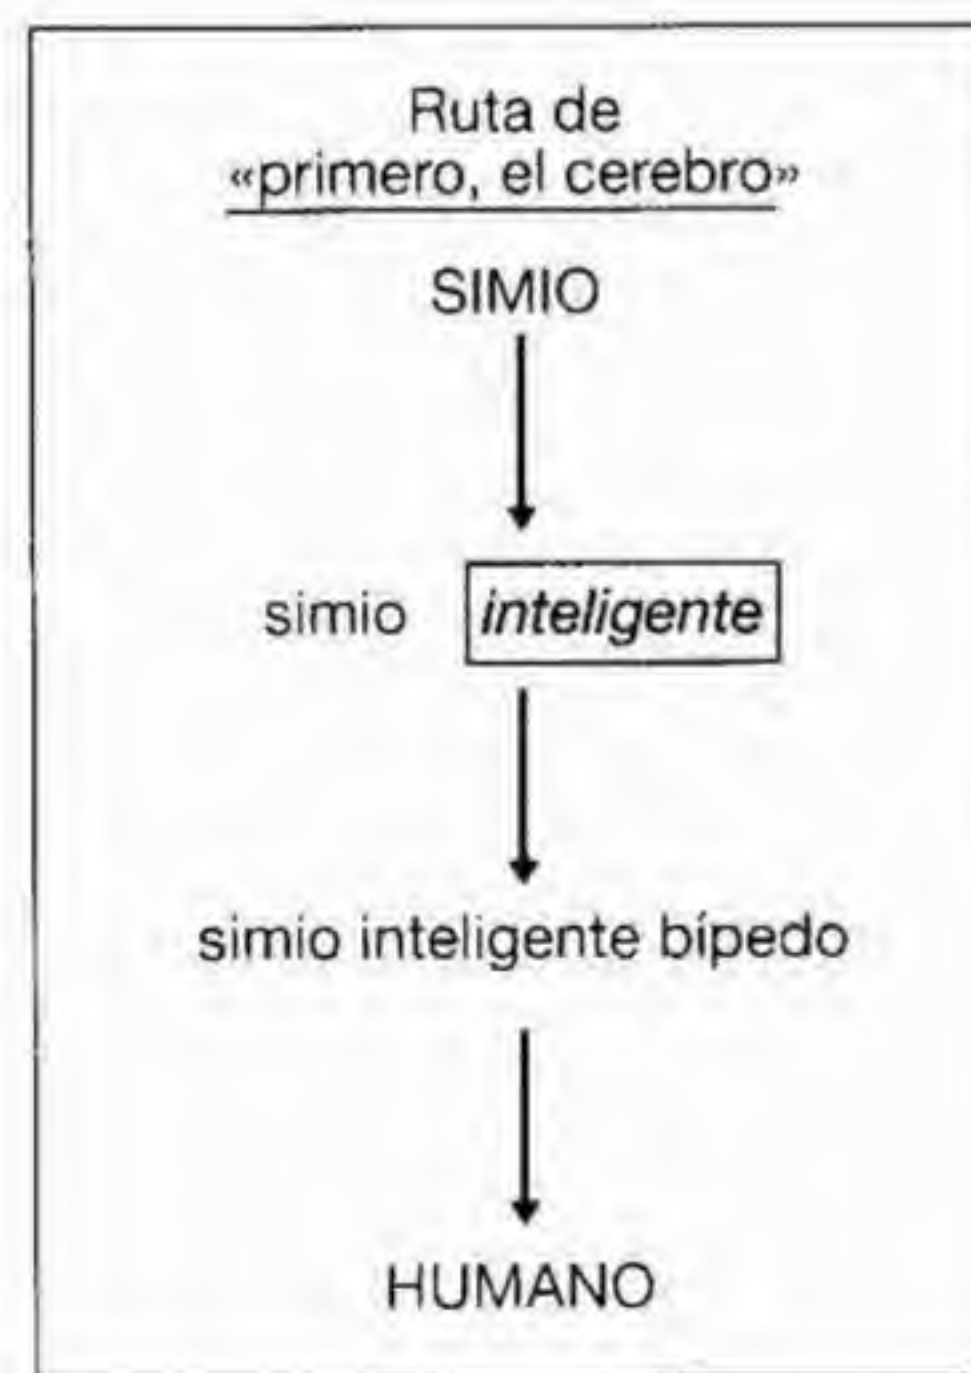 Ruta de
«primero, el cerebro»
SIMIO
simio inteligente
simio inteligente bípedo
HUMANO